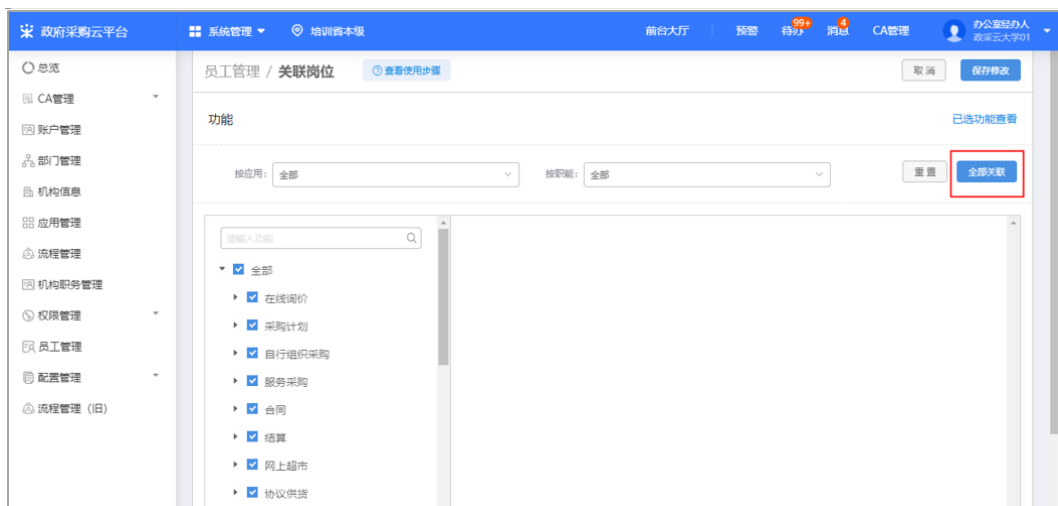 政府采购云平台
系统管理
培训省本级
前台大厅
预警
待办
99+
消息
4
CA管理
办公室经办人
政采云大学01
总览
CA管理
账户管理
部门管理
机构信息
应用管理
流程管理
机构职务管理
权限管理
员工管理
配置管理
流程管理（旧）
员工管理 / 关联岗位
查看使用步骤
取消
保存修改
功能
已选功能查看
按应用： 全部
按职能： 全部
重置
全部关联
请输入功能
全部
在线询价
采购计划
自行组织采购
服务采购
合同
结算
网上超市
协议供货